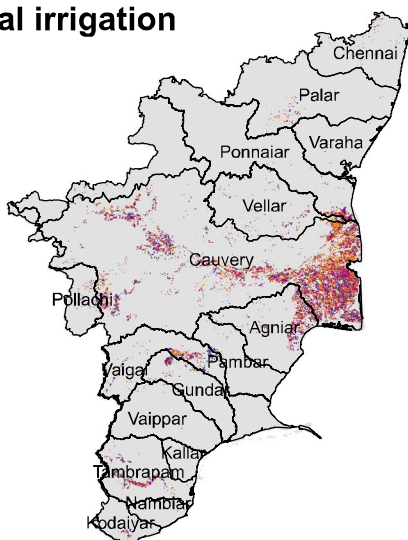 al irrigation
Chennai
Palar
Varaha
Ponnaiar
Vellar
Cauvery
Pollachi
Agniar
Pambar
Vaigai
Gundar
Vaippar
Kallar
Tambrapam
Nambiar
Kodaiyar